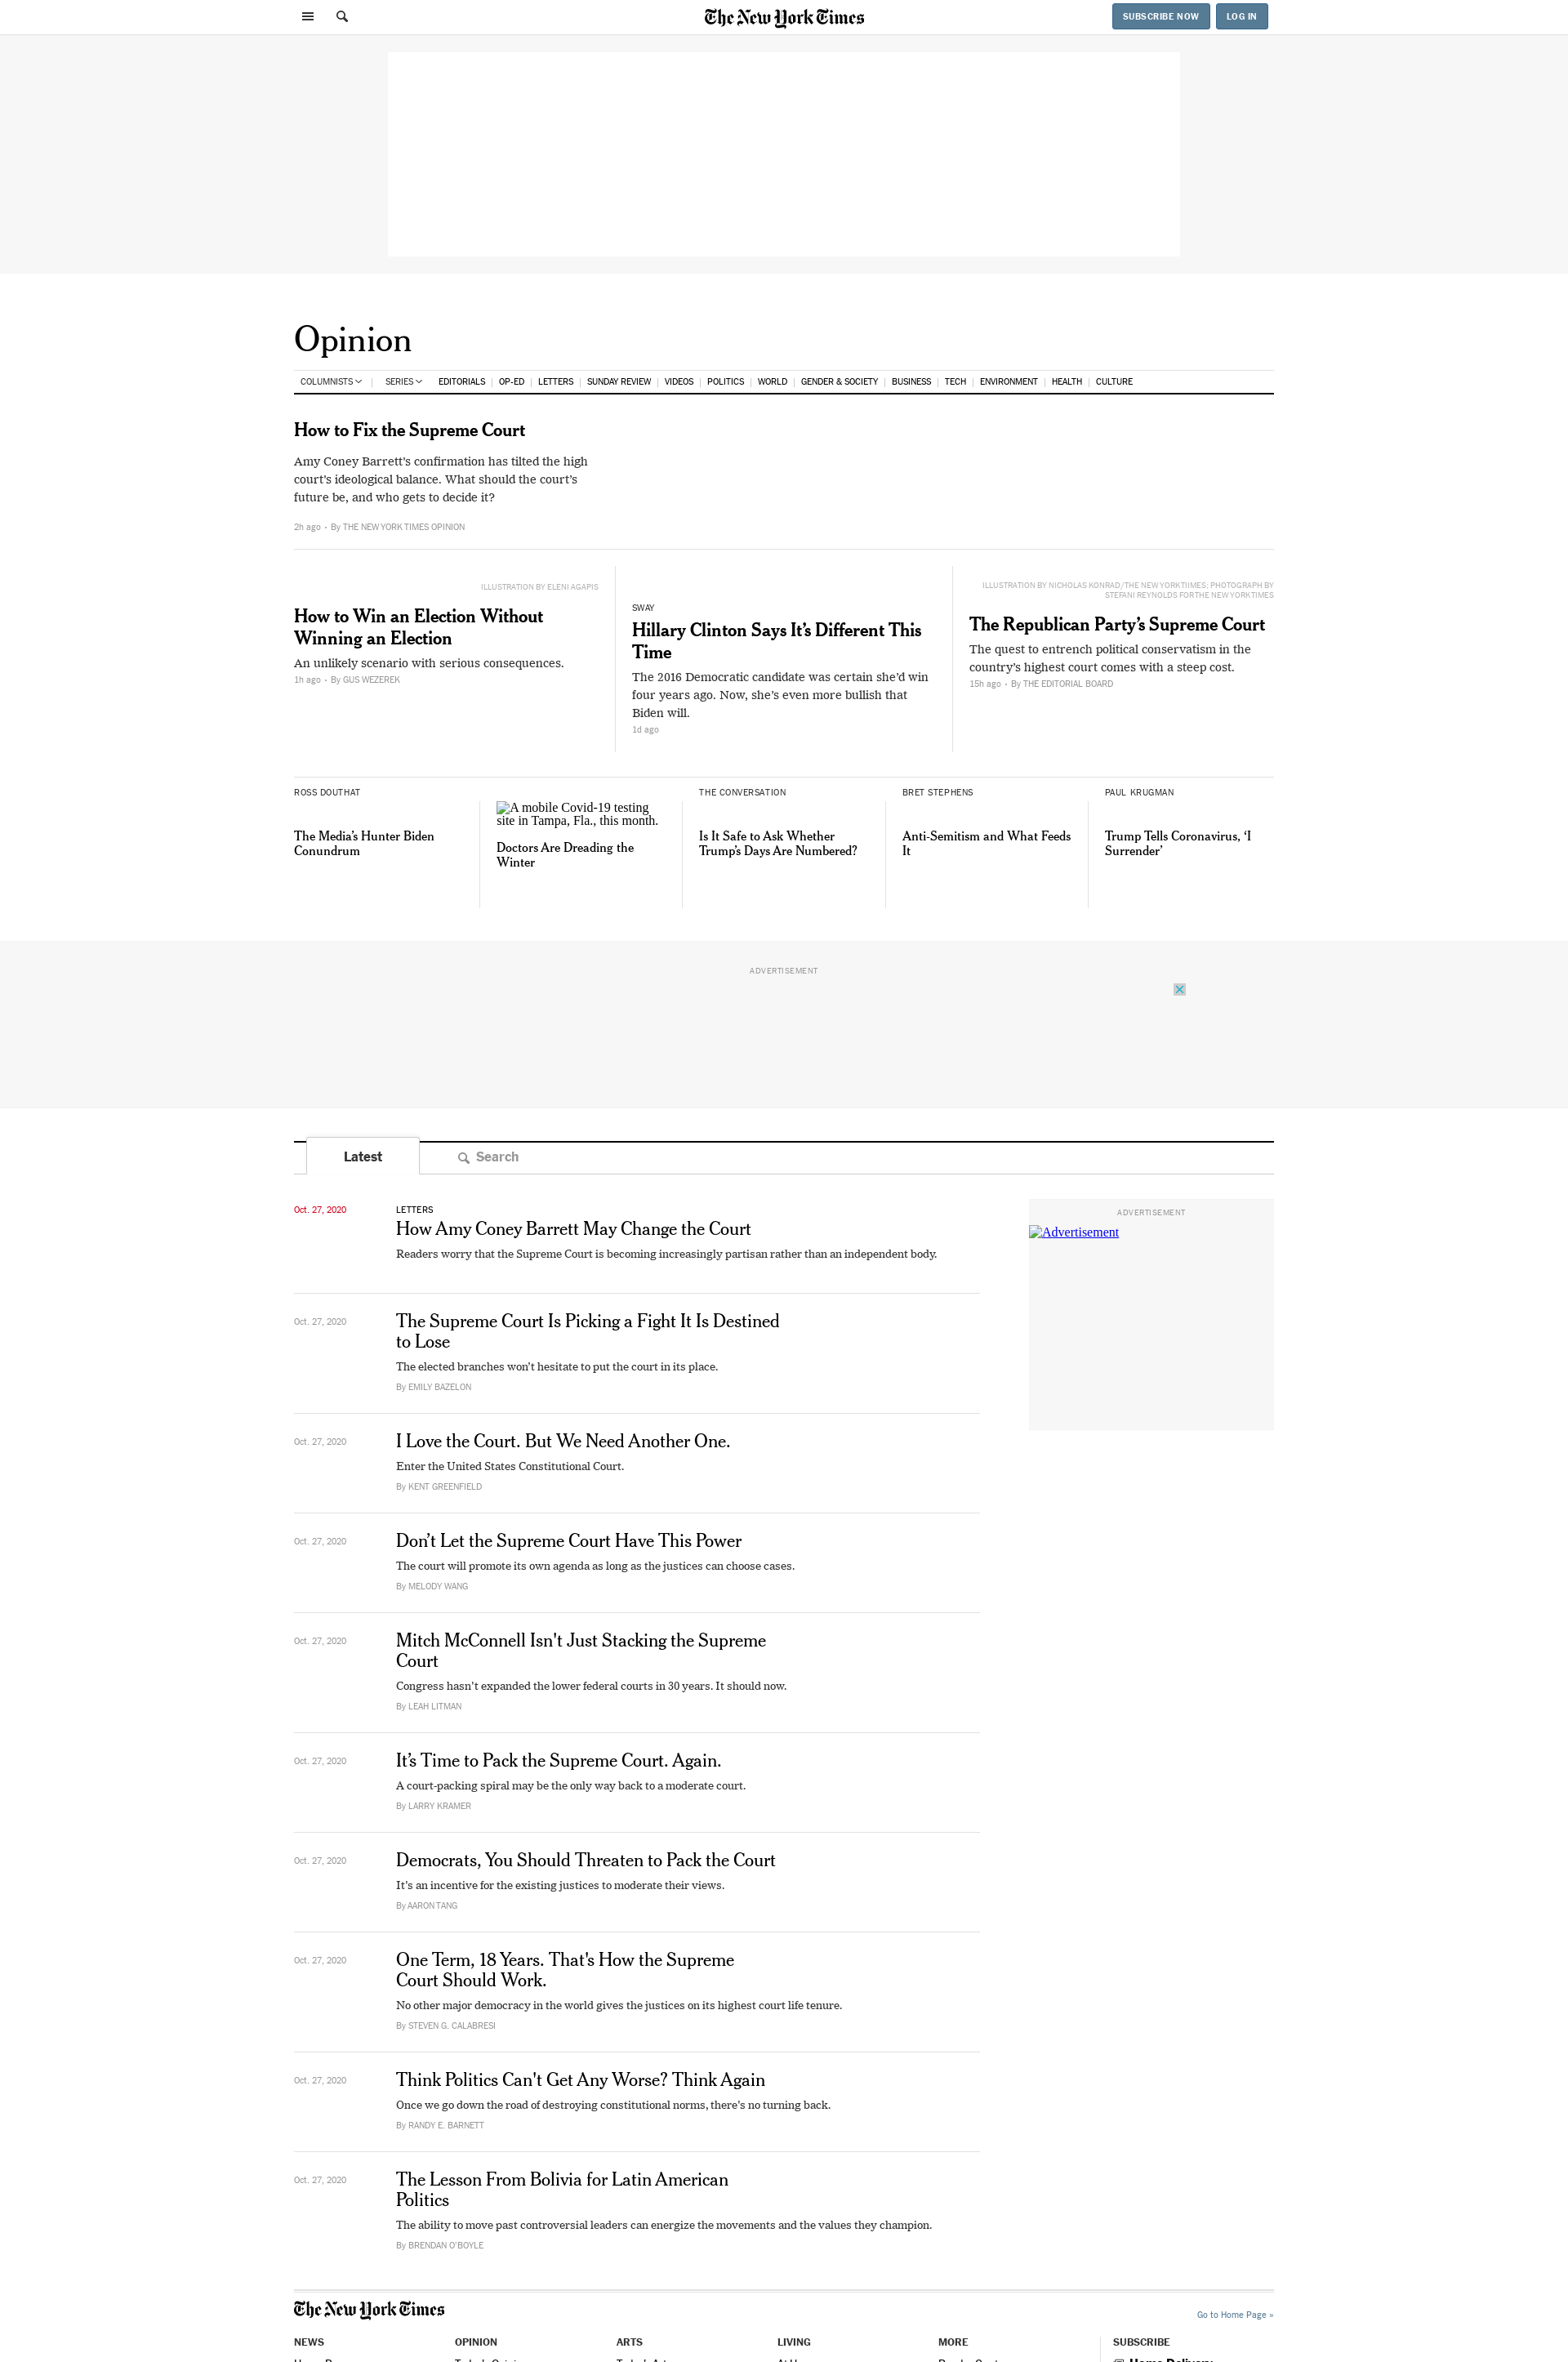 The New York Times
SUBSCRIBE NOW
LOG IN
Opinion
COLUMNISTS | SERIES EDITORIALS | OP-ED | LETTERS | SUNDAY REVIEW | VIDEOS | POLITICS | WORLD | GENDER & SOCIETY | BUSINESS | TECH | ENVIRONMENT | HEALTH | CULTURE
How to Fix the Supreme Court
Amy Coney Barrett's confirmation has tilted the high
court's ideological balance. What should the court's
future be, and who gets to decide it?
2h ago • By THE NEW YORK TIMES OPINION
ILLUSTRATION BY ELENI AGAPIS
How to Win an Election Without
Winning an Election
An unlikely scenario with serious consequences.
1h ago • By GUS WEZEREK
SWAY
Hillary Clinton Says It’s Different This
Time
The 2016 Democratic candidate was certain she’d win
four years ago. Now, she’s even more bullish that
Biden will.
1d ago
ILLUSTRATION BY NICHOLAS KONRAD/THE NEW YORK TIIMES; PHOTOGRAPH BY
STEFANI REYNOLDS FOR THE NEW YORK TIMES
The Republican Party’s Supreme Court
The quest to entrench political conservatism in the
country’s highest court comes with a steep cost.
15h ago • By THE EDITORIAL BOARD
ROSS DOUTHAT
The Media’s Hunter Biden
Conundrum
A mobile Covid-19 testing
site in Tampa, Fla., this month.
Doctors Are Dreading the
Winter
THE CONVERSATION
Is It Safe to Ask Whether
Trump’s Days Are Numbered?
BRET STEPHENS
Anti-Semitism and What Feeds
It
PAUL KRUGMAN
Trump Tells Coronavirus, ‘I
Surrender’
ADVERTISEMENT
Latest
Search
Oct. 27, 2020
LETTERS
How Amy Coney Barrett May Change the Court
Readers worry that the Supreme Court is becoming increasingly partisan rather than an independent body.
ADVERTISEMENT
Advertisement
Oct. 27, 2020
The Supreme Court Is Picking a Fight It Is Destined
to Lose
The elected branches won’t hesitate to put the court in its place.
By EMILY BAZELON
Oct. 27, 2020
I Love the Court. But We Need Another One.
Enter the United States Constitutional Court.
By KENT GREENFIELD
Oct. 27, 2020
Don’t Let the Supreme Court Have This Power
The court will promote its own agenda as long as the justices can choose cases.
By MELODY WANG
Oct. 27, 2020
Mitch McConnell Isn't Just Stacking the Supreme
Court
Congress hasn’t expanded the lower federal courts in 30 years. It should now.
By LEAH LITMAN
Oct. 27, 2020
It’s Time to Pack the Supreme Court. Again.
A court-packing spiral may be the only way back to a moderate court.
By LARRY KRAMER
Oct. 27, 2020
Democrats, You Should Threaten to Pack the Court
It’s an incentive for the existing justices to moderate their views.
By AARON TANG
Oct. 27, 2020
One Term, 18 Years. That's How the Supreme
Court Should Work.
No other major democracy in the world gives the justices on its highest court life tenure.
By STEVEN G. CALABRESI
Oct. 27, 2020
Think Politics Can't Get Any Worse? Think Again
Once we go down the road of destroying constitutional norms, there’s no turning back.
By RANDY E. BARNETT
Oct. 27, 2020
The Lesson From Bolivia for Latin American
Politics
The ability to move past controversial leaders can energize the movements and the values they champion.
By BRENDAN O’BOYLE
The New York Times
Go to Home Page »
NEWS
OPINION
ARTS
LIVING
MORE
SUBSCRIBE